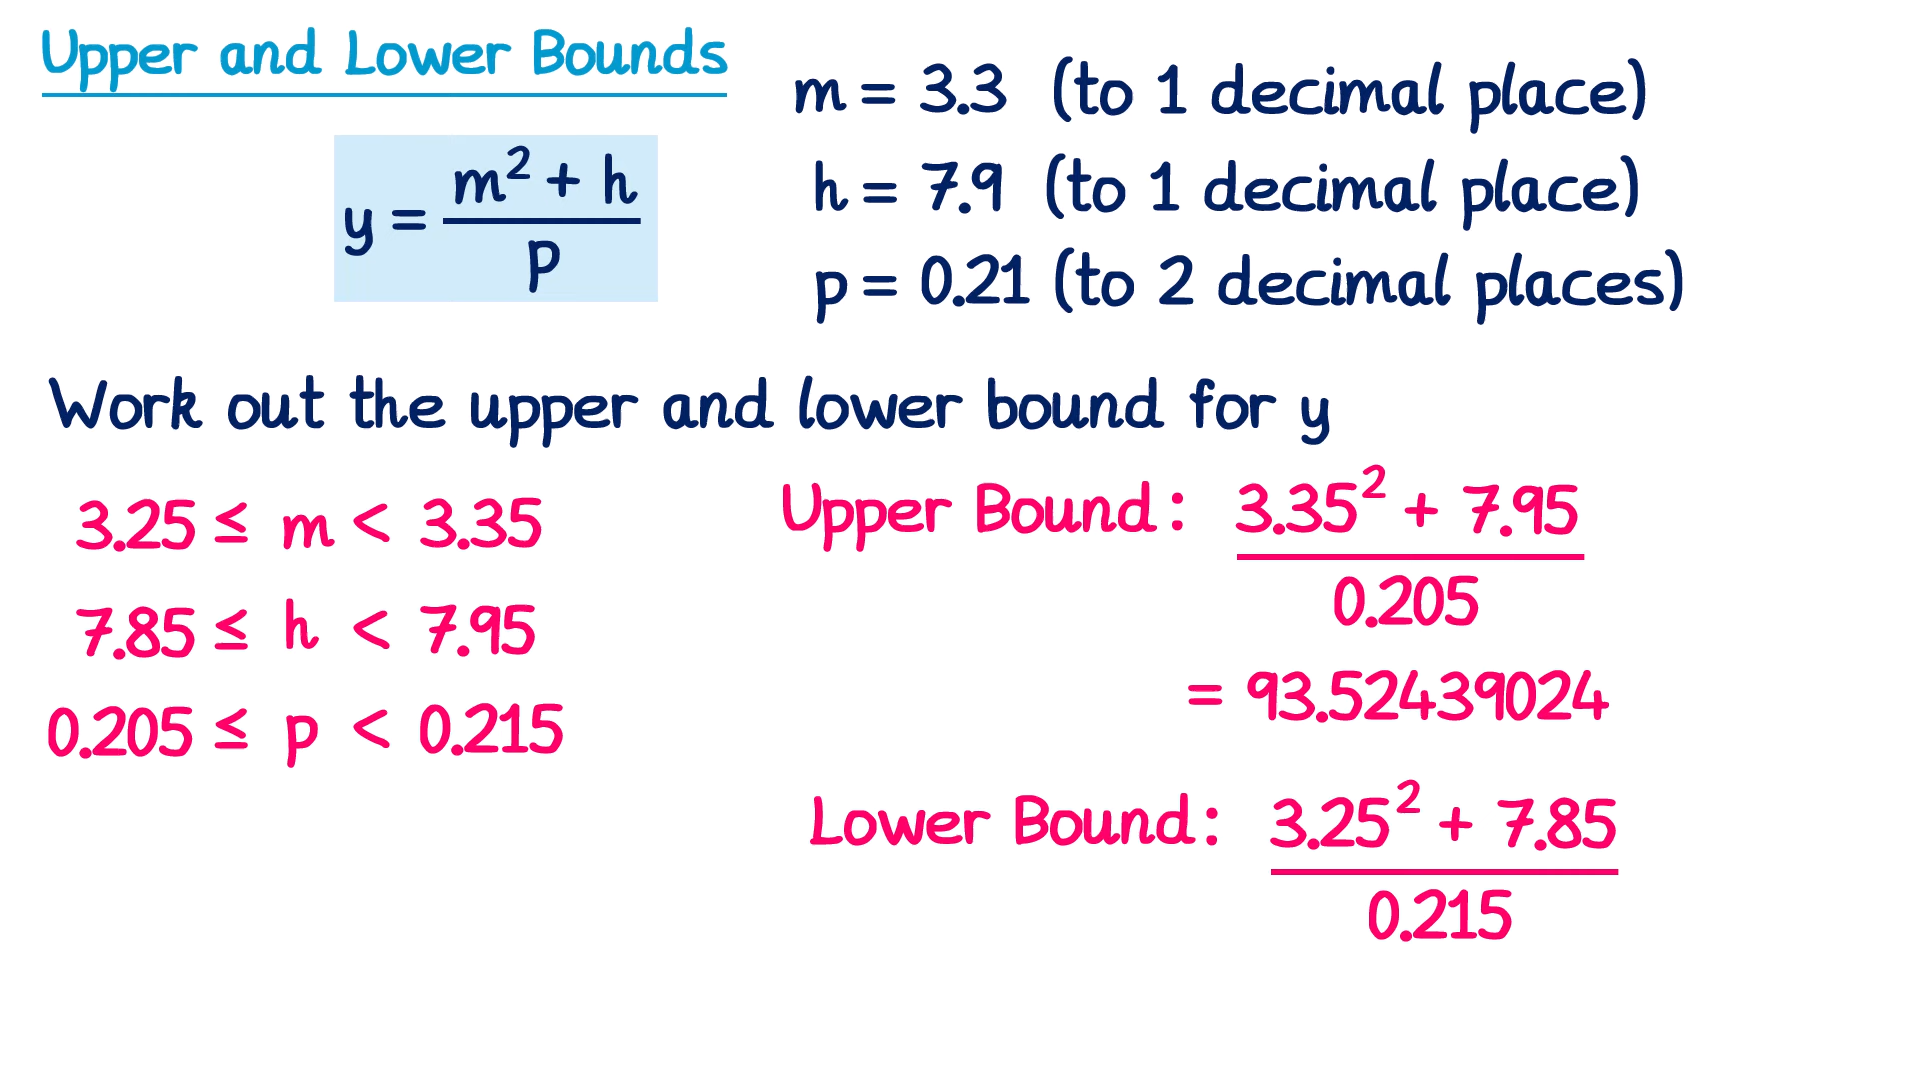 Upper and Lower Bounds
y = (m² + h)/p
m = 3.3 (to 1 decimal place)
h = 7.9 (to 1 decimal place)
p = 0.21 (to 2 decimal places)
Work out the upper and lower bound for y
3.25 ≤ m < 3.35
7.85 ≤ h < 7.95
0.205 ≤ p < 0.215
Upper Bound: 3.35² + 7.95
0.205
= 93.52439024
Lower Bound: 3.25² + 7.85
0.215